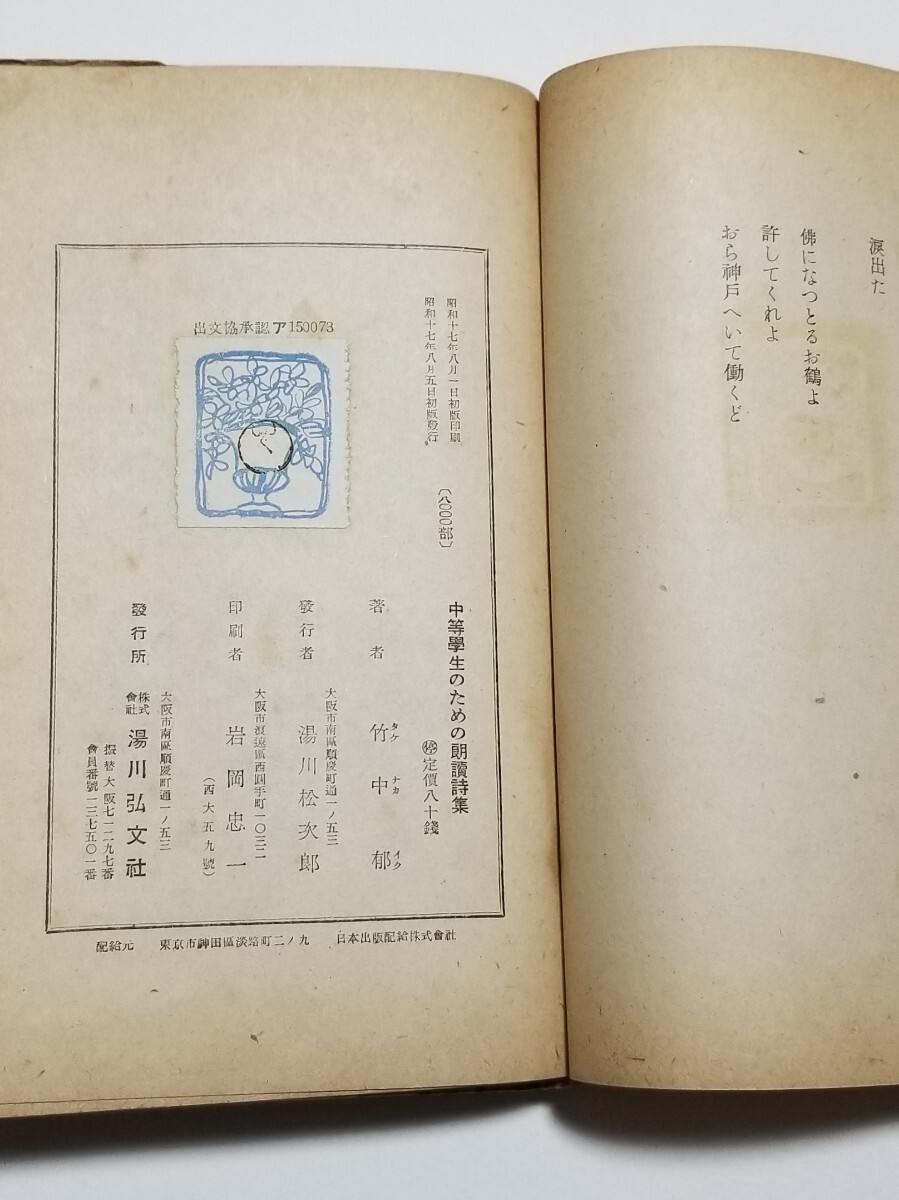 涙出た
佛になつとるお鶴よ
許してくれよ
おら神戸へいて働くど
出文協承認ア150073
昭和十七年八月一日初版印刷
昭和十七年八月五日初版發行
〔八〇〇〇部〕
中等學生のための朗讀詩集
㊞定價八十錢
著者 竹中郁
タケ ナカ イク
大阪市南區順慶町通一ノ五三
發行者 湯川松次郎
大阪市浪速區西圓手町一〇三二
印刷者 岩岡忠一
(西大五九號)
大阪市南區順慶町通一ノ五三
發行所 株式會社 湯川弘文社
振替大阪七一二九七番
會員番號一三七五〇一番
配給元 東京市神田區淡路町二ノ九 日本出版配給株式會社